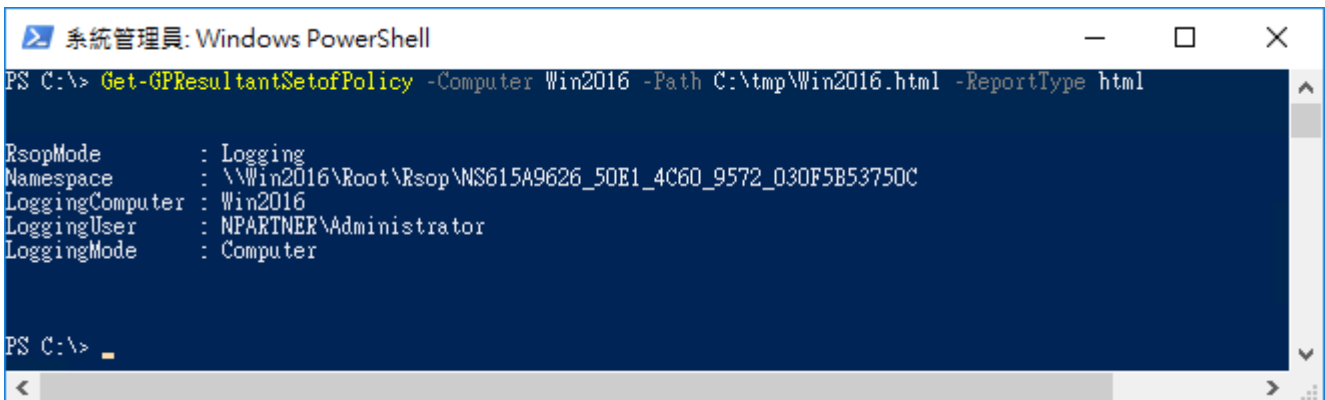 系統管理員: Windows PowerShell
PS C:\> Get-GPResultantSetofPolicy -Computer Win2016 -Path C:\tmp\Win2016.html -ReportType html
RsopMode : Logging
Namespace : \\Win2016\Root\Rsop\NS615A9626_50E1_4C60_9572_030F5B53750C
LoggingComputer : Win2016
LoggingUser : NPARTNER\Administrator
LoggingMode : Computer
PS C:\> _